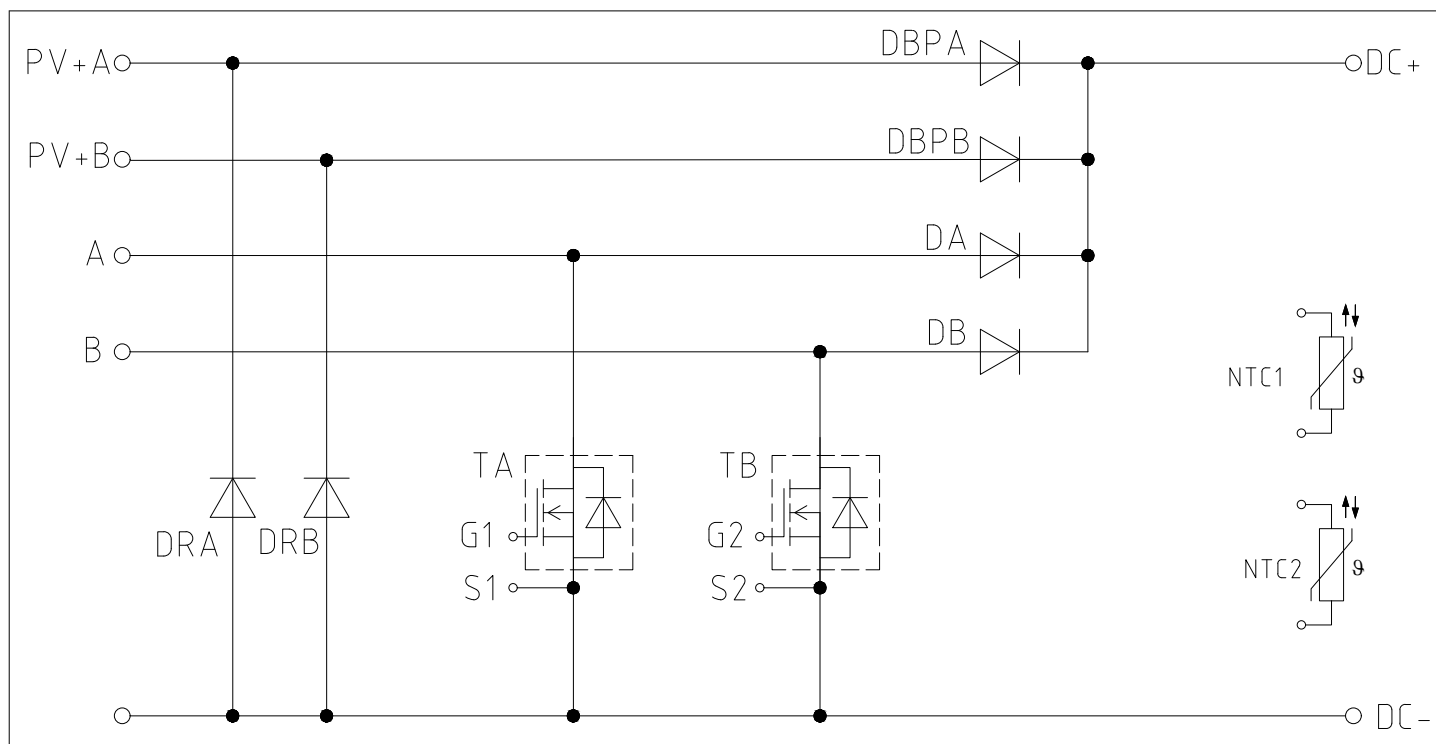 PV+A
DBPA
DC+
PV+B
DBPB
A
DA
B
DB
NTC1
ϑ
TA
TB
G1
G2
DRA
DRB
S1
S2
NTC2
ϑ
DC-